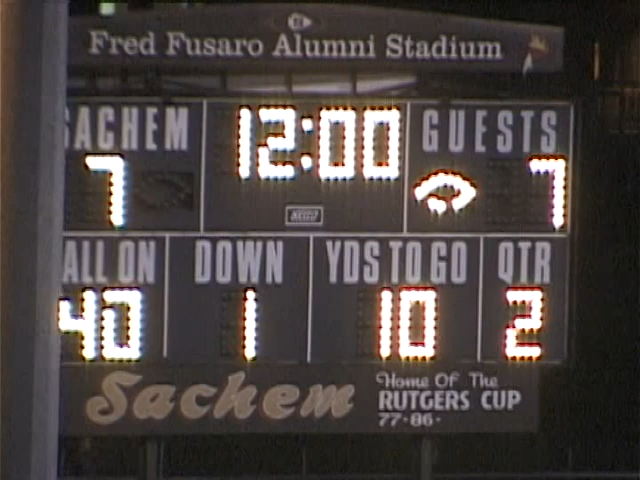 Fred Fusaro Alumni Stadium
SACHEM 12:00 GUESTS
7 7
ALL ON DOWN YDS TO GO QTR
40 1 10 2
Sachem
Home Of The
RUTGERS CUP
77-86-